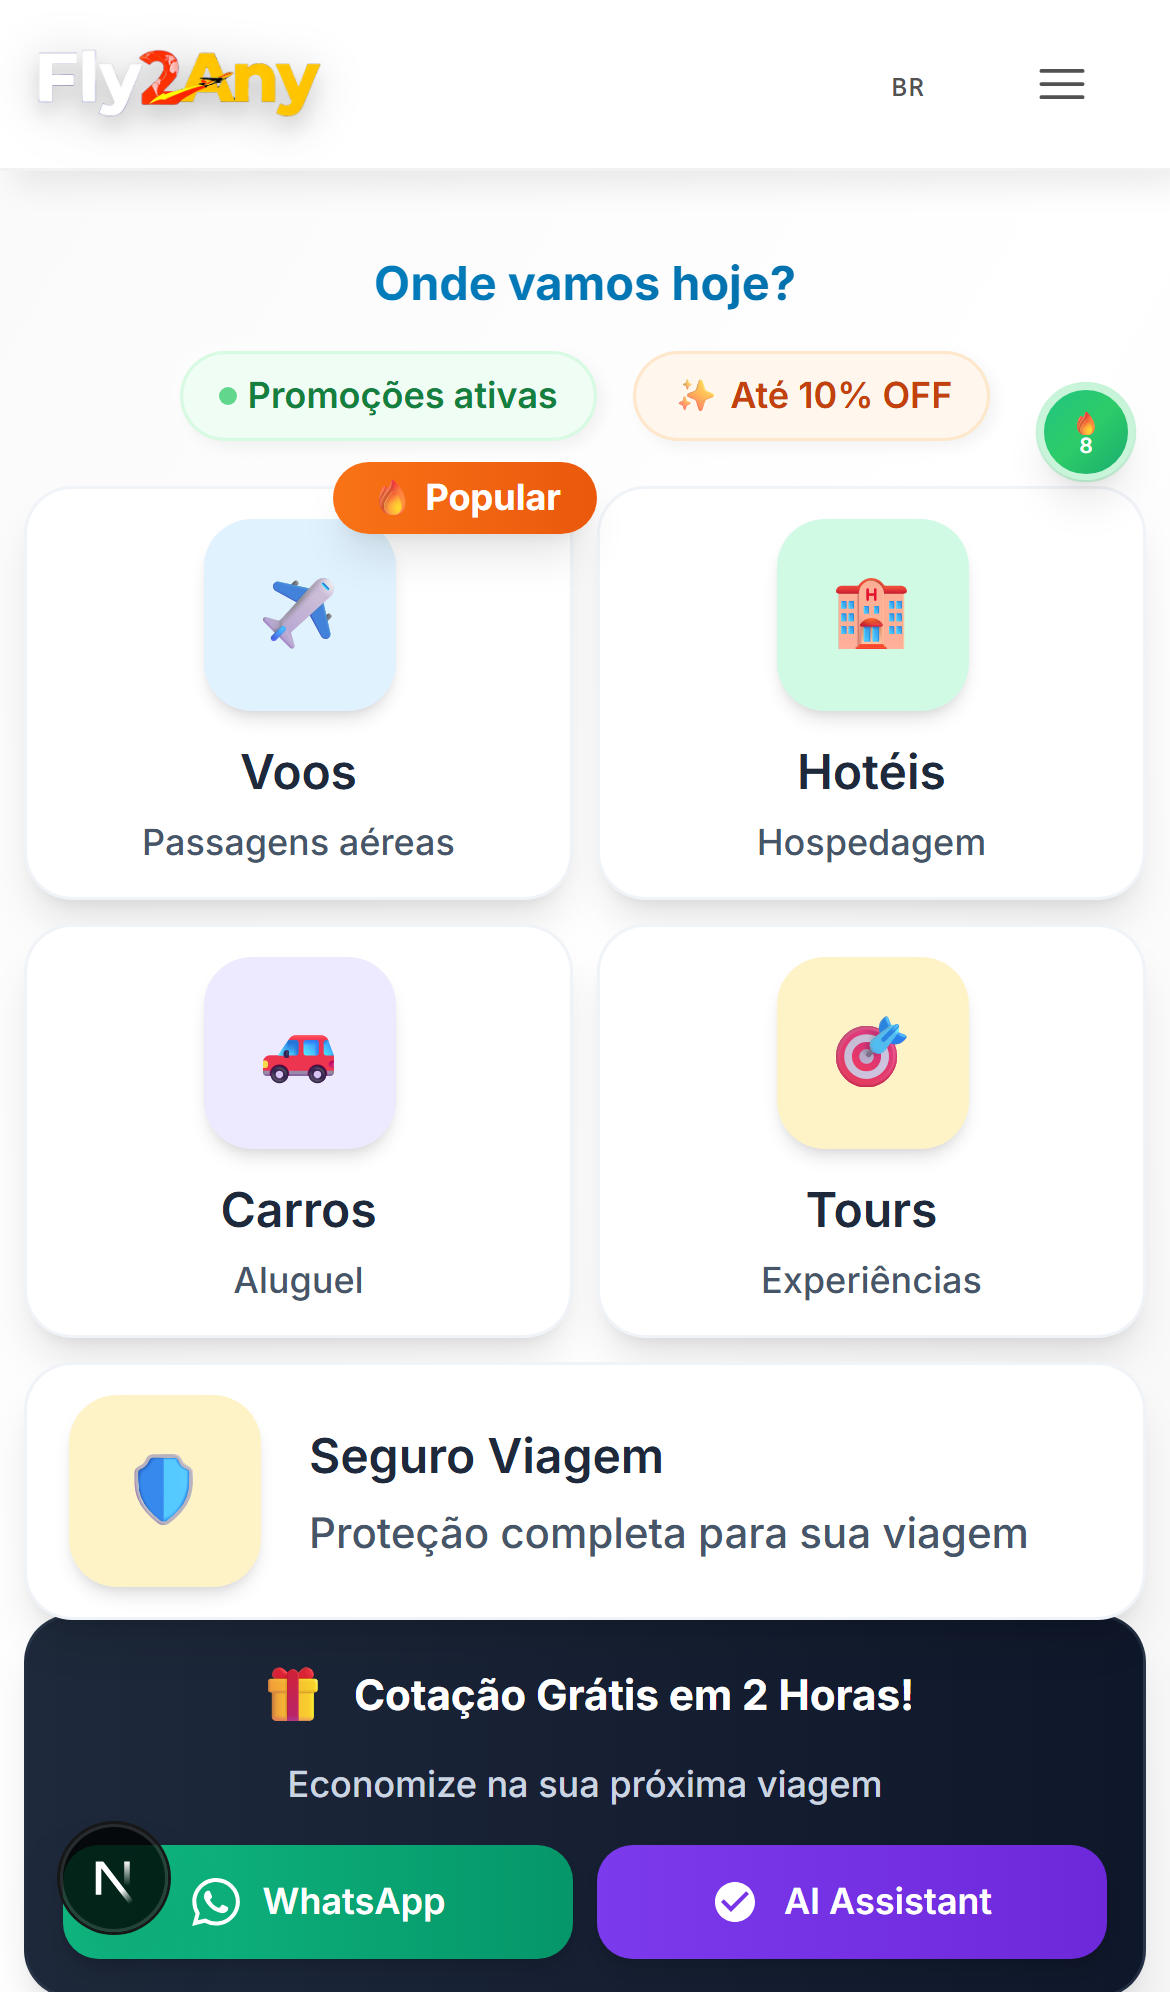 Fly2Any
BR
Onde vamos hoje?
Promoções ativas
Até 10% OFF
8
Popular
Voos
Passagens aéreas
Hotéis
Hospedagem
Carros
Aluguel
Tours
Experiências
Seguro Viagem
Proteção completa para sua viagem
Cotação Grátis em 2 Horas!
Economize na sua próxima viagem
N
WhatsApp
AI Assistant